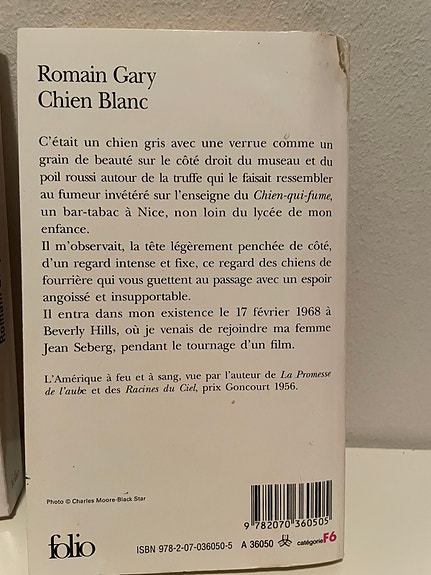 Romain Gary
Chien Blanc
C'était un chien gris avec une verrue comme un
grain de beauté sur le côté droit du museau et du
poil roussi autour de la truffe qui le faisait ressembler
au fumeur invétéré sur l'enseigne du Chien-qui-fume,
un bar-tabac à Nice, non loin du lycée de mon
enfance.
Il m'observait, la tête légèrement penchée de côté,
d'un regard intense et fixe, ce regard des chiens de
fourrière qui vous guettent au passage avec un espoir
angoissé et insupportable.
Il entra dans mon existence le 17 février 1968 à
Beverly Hills, où je venais de rejoindre ma femme
Jean Seberg, pendant le tournage d'un film.
L'Amérique à feu et à sang, vue par l'auteur de La Promesse
de l'aube et des Racines du Ciel, prix Goncourt 1956.
Photo © Charles Moore-Black Star
9 782070 360505
folio
ISBN 978-2-07-036050-5 A 36050 catégorie F6